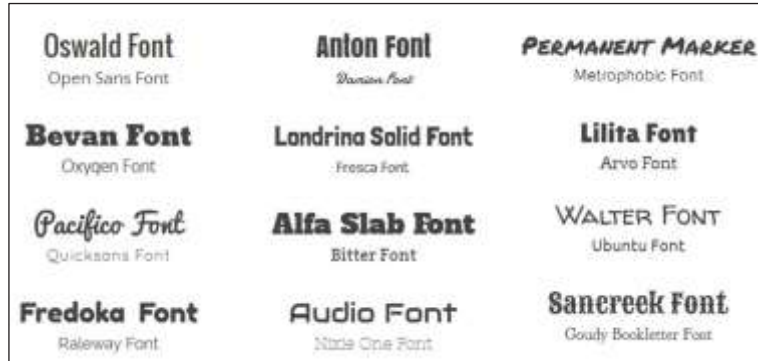 Oswald Font
Open Sans Font
Anton Font
Damion Font
PERMANENT MARKER
Metrophobic Font
Bevan Font
Oxygen Font
Londrina Solid Font
Fresca Font
Lilita Font
Arvo Font
Pacifico Font
Quicksans Font
Alfa Slab Font
Bitter Font
WALTER FONT
Ubuntu Font
Fredoka Font
Raleway Font
Audio Font
Nixie One Font
Sancreek Font
Goudy Bookletter Font